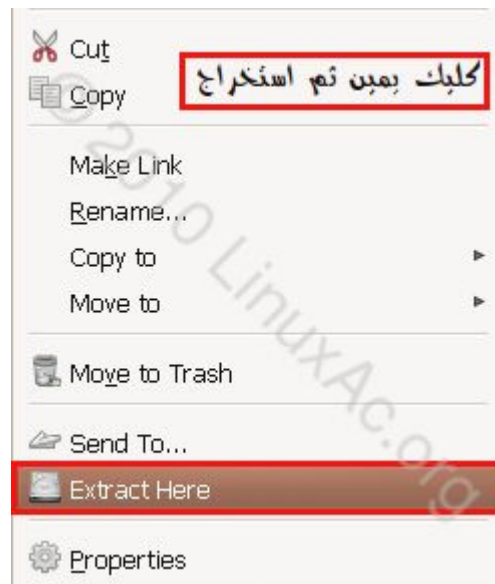 Cut
كليك يمين ثم استخراج
Copy
Make Link
Rename...
Copy to
Move to
Move to Trash
Send To...
Extract Here
Properties
© 2010 LinuxAc.org